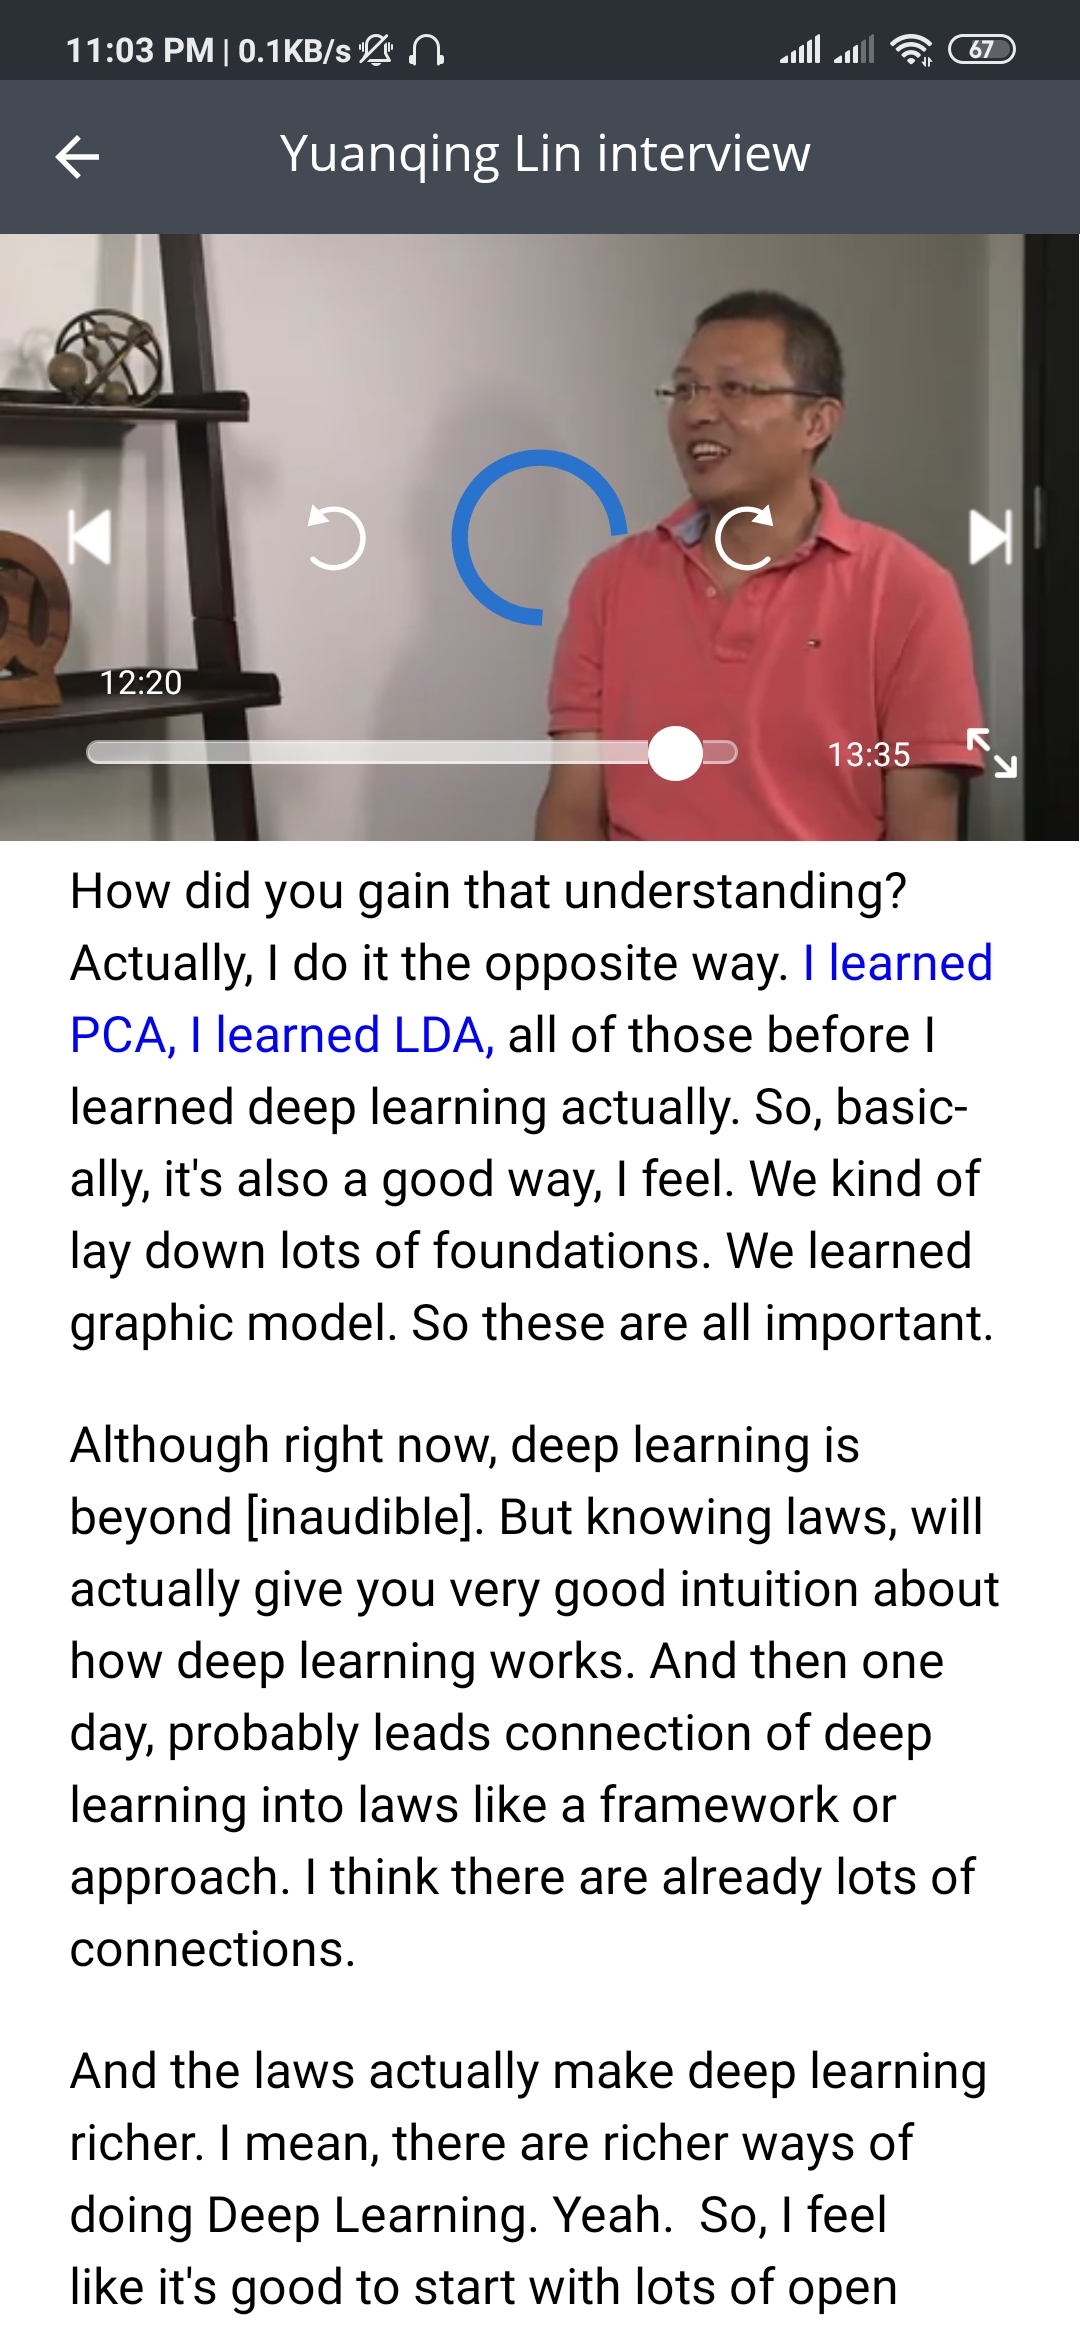 11:03 PM | 0.1KB/s
67
Yuanqing Lin interview
12:20
13:35
How did you gain that understanding?
Actually, I do it the opposite way. I learned
PCA, I learned LDA, all of those before I
learned deep learning actually. So, basic-
ally, it's also a good way, I feel. We kind of
lay down lots of foundations. We learned
graphic model. So these are all important.
Although right now, deep learning is
beyond [inaudible]. But knowing laws, will
actually give you very good intuition about
how deep learning works. And then one
day, probably leads connection of deep
learning into laws like a framework or
approach. I think there are already lots of
connections.
And the laws actually make deep learning
richer. I mean, there are richer ways of
doing Deep Learning. Yeah.  So, I feel
like it's good to start with lots of open